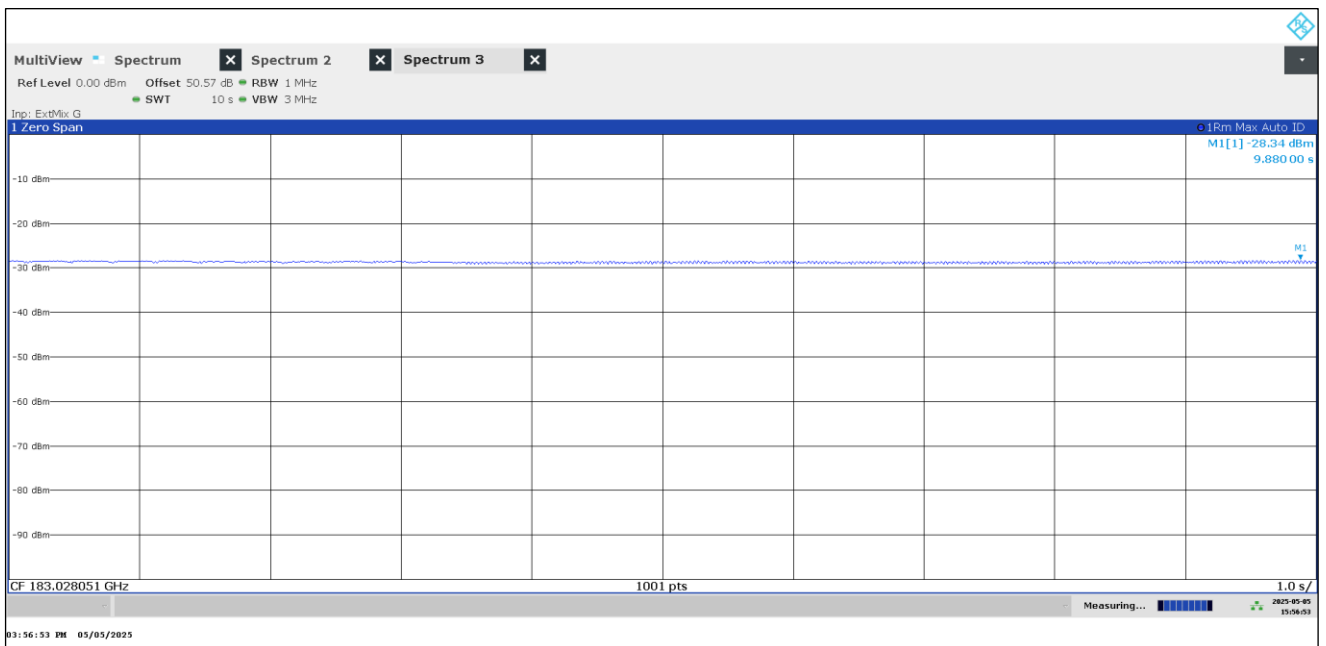 R&S
MultiView Spectrum X Spectrum 2 X Spectrum 3 X
Ref Level 0.00 dBm Offset 50.57 dB RBW 1 MHz
SWT 10 s VBW 3 MHz
Inp: ExtMix G
1 Zero Span 1Rm Max Auto ID
M1[1] -28.34 dBm
9.880 00 s
-10 dBm
-20 dBm
M1
-30 dBm
-40 dBm
-50 dBm
-60 dBm
-70 dBm
-80 dBm
-90 dBm
CF 183.028051 GHz 1001 pts 1.0 s/
Measuring... 2025-05-05
15:56:53
03:56:53 PM 05/05/2025